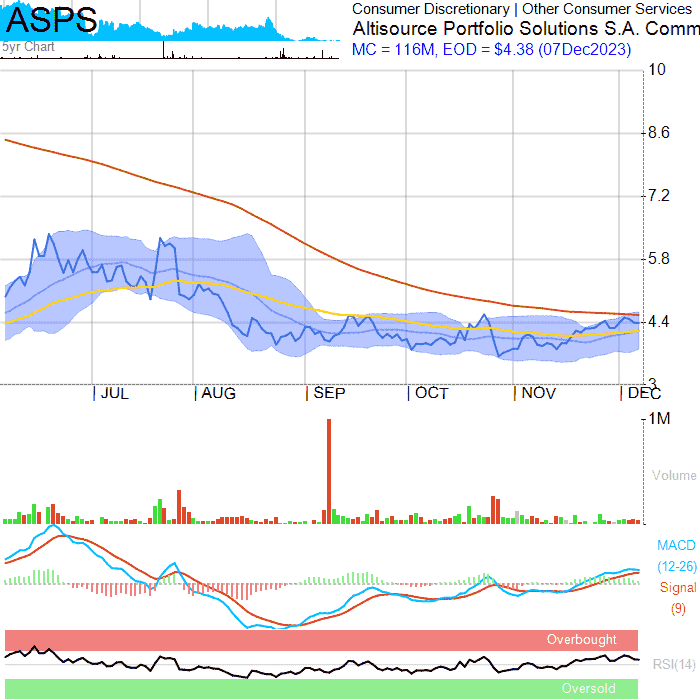 ASPS
5yr Chart
Consumer Discretionary | Other Consumer Services
Altisource Portfolio Solutions S.A. Comm
MC = 116M, EOD = $4.38 (07Dec2023)
10
8.6
7.2
5.8
4.4
3
| JUL
| AUG
| SEP
| OCT
| NOV
| DEC
1M
Volume
MACD
(12-26)
Signal
(9)
Overbought
RSI(14)
Oversold